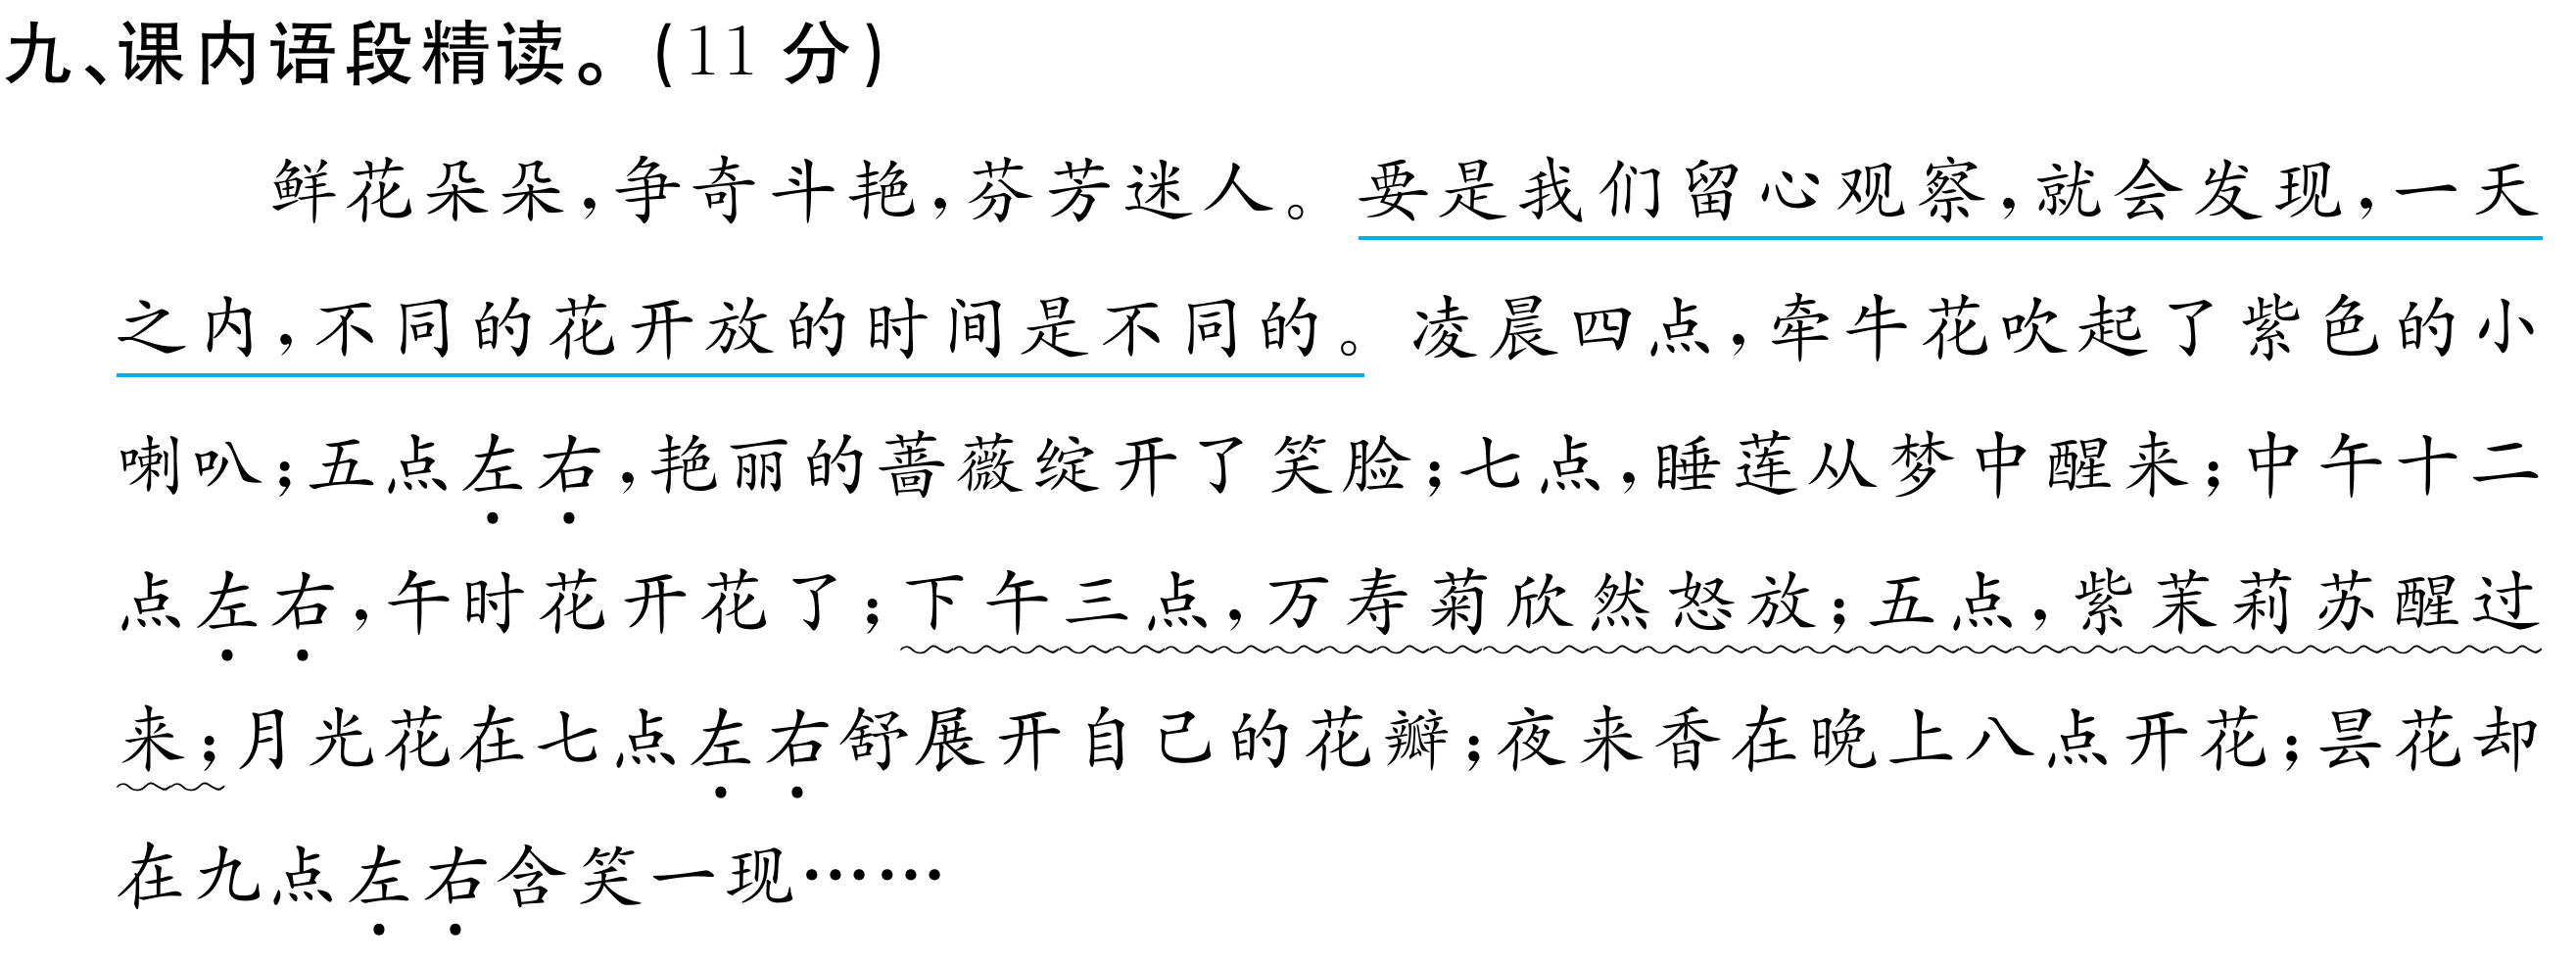 九、课内语段精读。(11 分)
鲜花朵朵,争奇斗艳,芬芳迷人。要是我们留心观察,就会发现,一天
之内,不同的花开放的时间是不同的。凌晨四点,牵牛花吹起了紫色的小
喇叭;五点左右,艳丽的蔷薇绽开了笑脸;七点,睡莲从梦中醒来;中午十二
点左右,午时花开花了;下午三点,万寿菊欣然怒放;五点,紫茉莉苏醒过
来;月光花在七点左右舒展开自己的花瓣;夜来香在晚上八点开花;昙花却
在九点左右含笑一现……